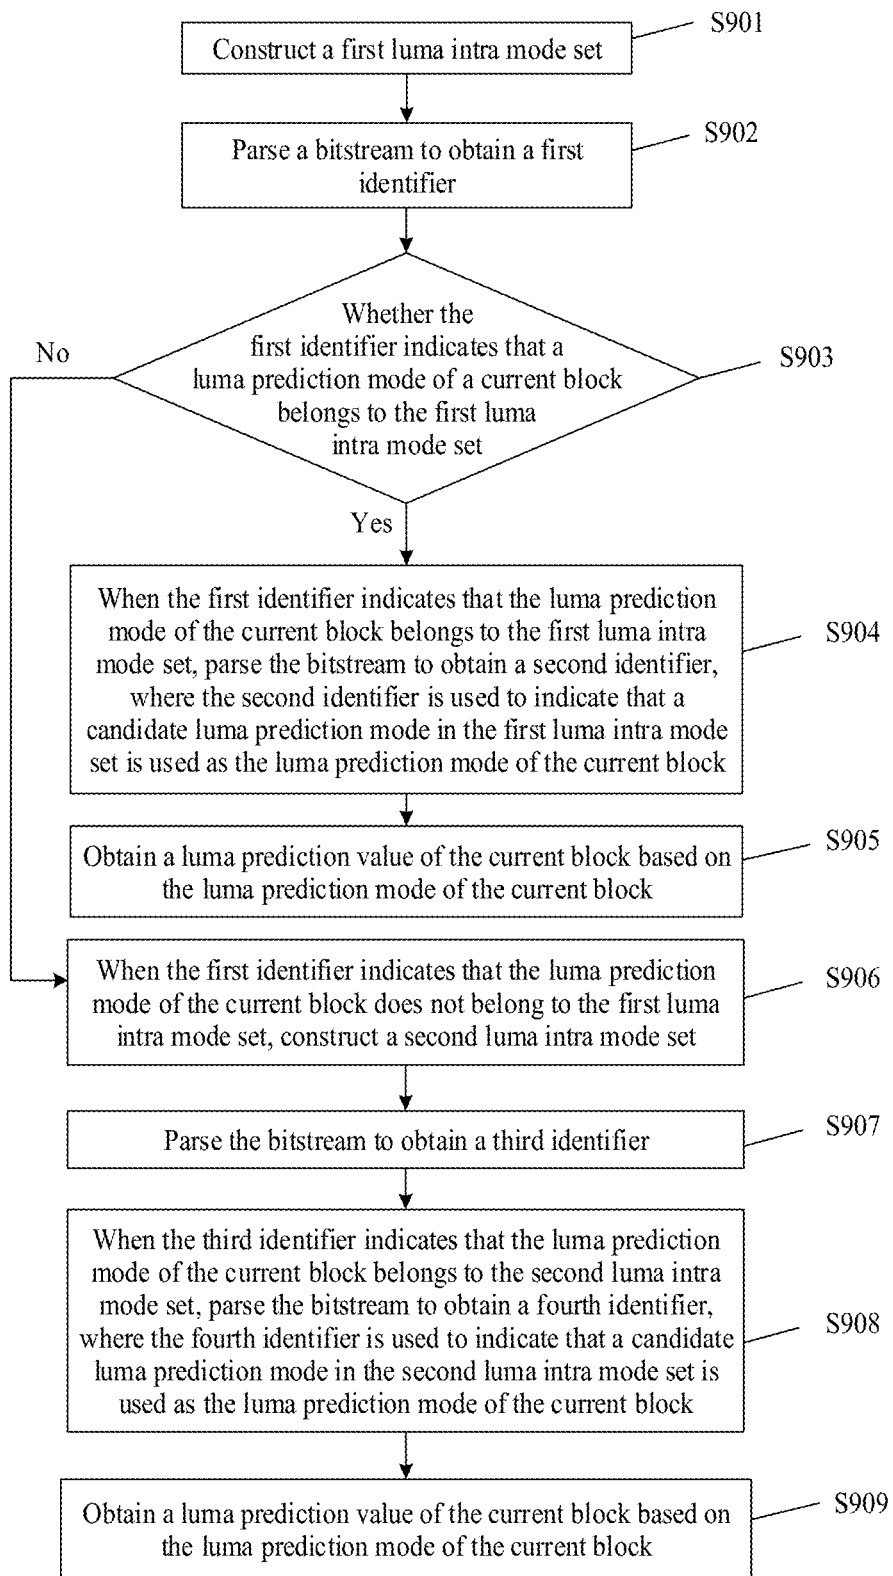 S901
Construct a first luma intra mode set
S902
Parse a bitstream to obtain a first
identifier
Whether the
first identifier indicates that a
luma prediction mode of a current block
belongs to the first luma
intra mode set
No
S903
Yes
When the first identifier indicates that the luma prediction
mode of the current block belongs to the first luma intra
mode set, parse the bitstream to obtain a second identifier,
where the second identifier is used to indicate that a
candidate luma prediction mode in the first luma intra mode
set is used as the luma prediction mode of the current block
S904
Obtain a luma prediction value of the current block based on
the luma prediction mode of the current block
S905
When the first identifier indicates that the luma prediction
mode of the current block does not belong to the first luma
intra mode set, construct a second luma intra mode set
S906
Parse the bitstream to obtain a third identifier
S907
When the third identifier indicates that the luma prediction
mode of the current block belongs to the second luma intra
mode set, parse the bitstream to obtain a fourth identifier,
where the fourth identifier is used to indicate that a candidate
luma prediction mode in the second luma intra mode set is
used as the luma prediction mode of the current block
S908
Obtain a luma prediction value of the current block based on
the luma prediction mode of the current block
S909